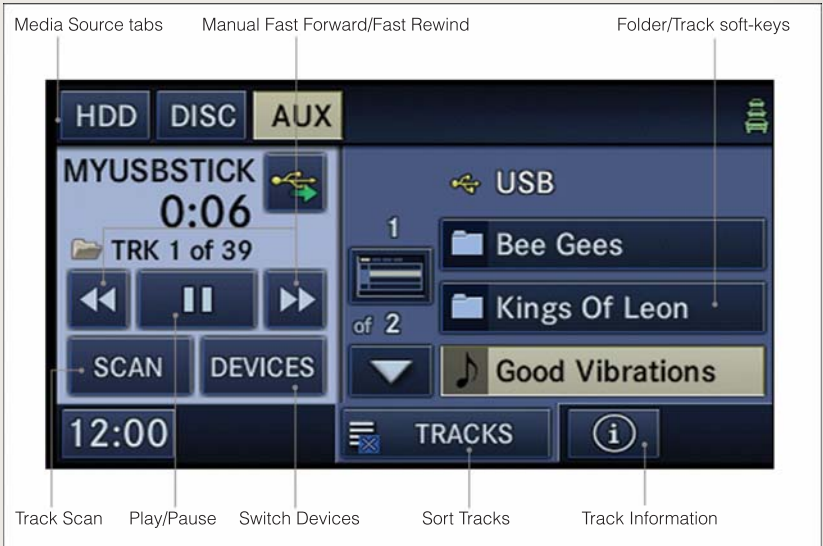 Media Source tabs
Manual Fast Forward/Fast Rewind
Folder/Track soft-keys
HDD
DISC
AUX
MYUSBSTICK
0:06
TRK 1 of 39
SCAN
DEVICES
12:00
USB
1
of 2
Bee Gees
Kings Of Leon
Good Vibrations
TRACKS
i
Track Scan
Play/Pause
Switch Devices
Sort Tracks
Track Information